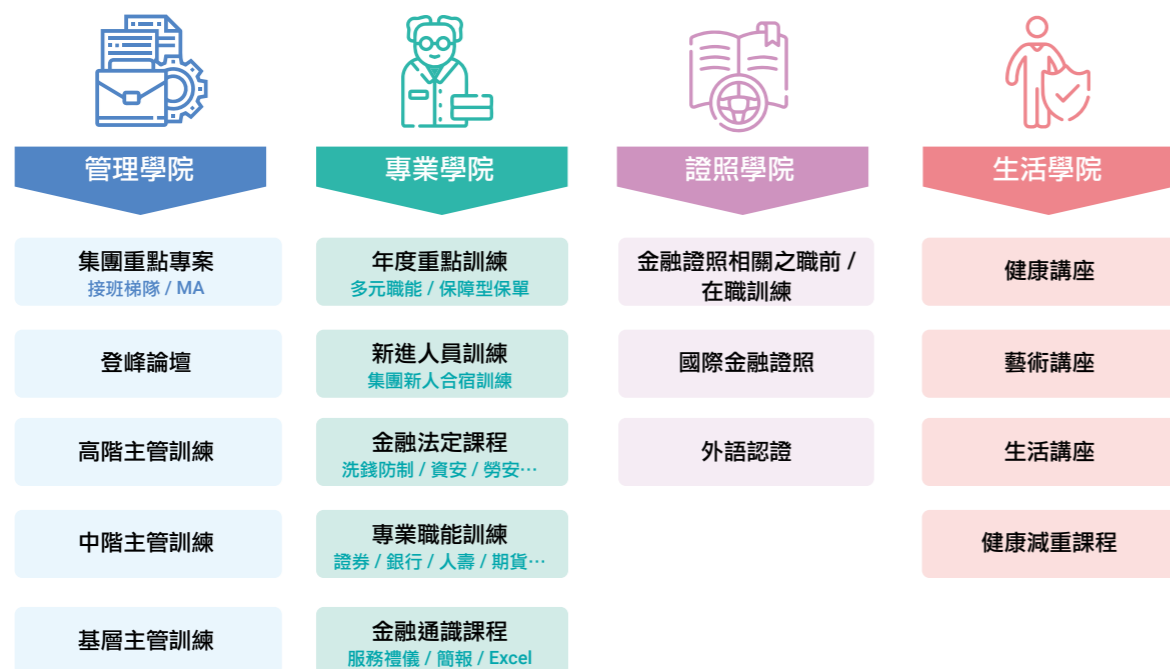 管理學院
集團重點專案
接班梯隊 / MA
登峰論壇
高階主管訓練
中階主管訓練
基層主管訓練
專業學院
年度重點訓練
多元職能 / 保障型保單
新進人員訓練
集團新人合宿訓練
金融法定課程
洗錢防制 / 資安 / 勞安…
專業職能訓練
證券 / 銀行 / 人壽 / 期貨…
金融通識課程
服務禮儀 / 簡報 / Excel
證照學院
金融證照相關之職前 /
在職訓練
國際金融證照
外語認證
生活學院
健康講座
藝術講座
生活講座
健康減重課程